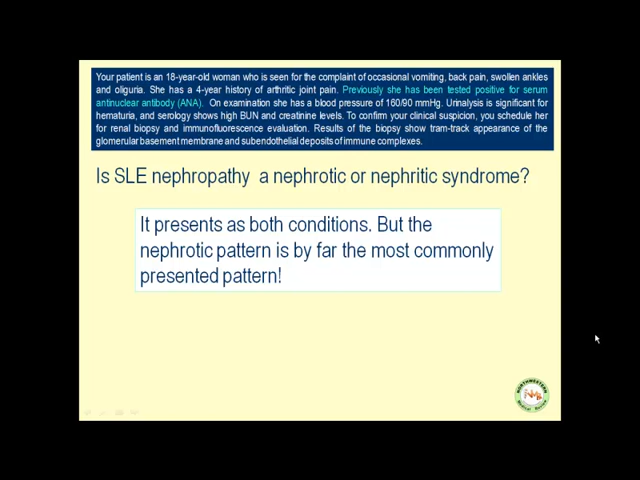 Your patient is an 18-year-old woman who is seen for the complaint of occasional vomiting, back pain, swollen ankles
and oliguria. She has a 4-year history of arthritic joint pain. Previously she has been tested positive for serum
antinuclear antibody (ANA). On examination she has a blood pressure of 160/90 mmHg. Urinalysis is significant for
hematuria, and serology shows high BUN and creatinine levels. To confirm your clinical suspicion, you schedule her
for renal biopsy and immunofluorescence evaluation. Results of the biopsy show tram-track appearance of the
glomerular basement membrane and subendothelial deposits of immune complexes.
Is SLE nephropathy a nephrotic or nephritic syndrome?
It presents as both conditions. But the
nephrotic pattern is by far the most commonly
presented pattern!
NORTHWESTERN
Medical Review